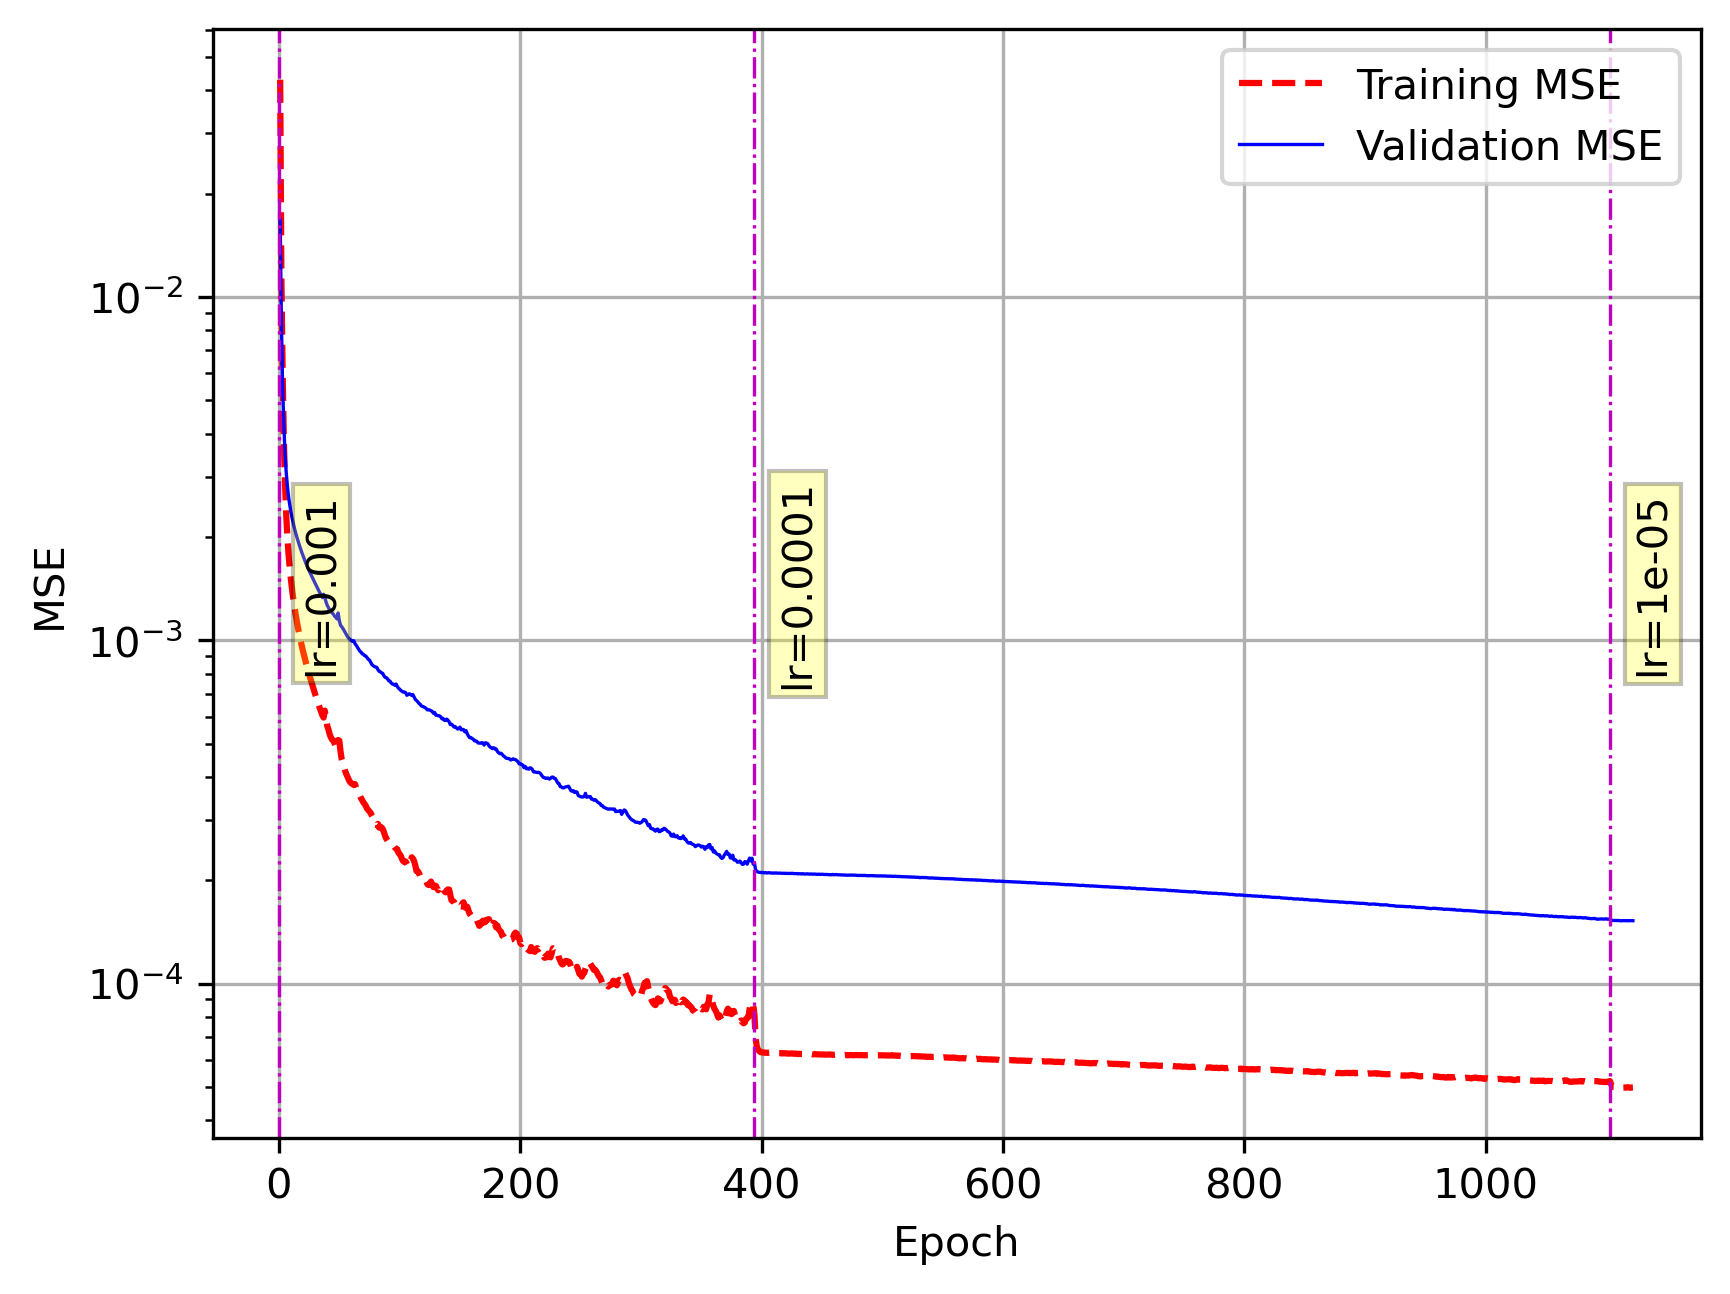 Training MSE
Validation MSE
10⁻²
10⁻³
10⁻⁴
MSE
lr=0.001
lr=0.0001
lr=1e-05
0
200
400
600
800
1000
Epoch